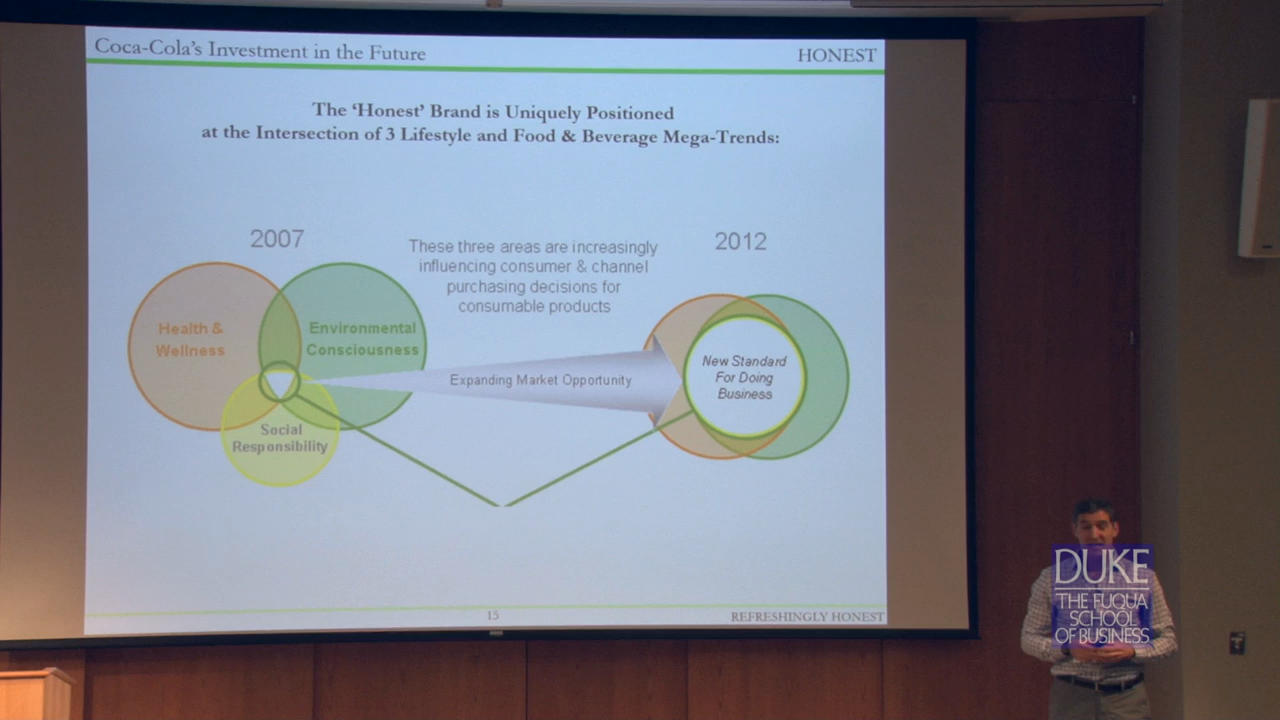 Coca-Cola's Investment in the Future
HONEST
The 'Honest' Brand is Uniquely Positioned
at the Intersection of 3 Lifestyle and Food & Beverage Mega-Trends:
2007
These three areas are increasingly
influencing consumer & channel
purchasing decisions for
consumable products
2012
Health &
Wellness
Environmental
Consciousness
Social
Responsibility
Expanding Market Opportunity
New Standard
For Doing
Business
15
REFRESHINGLY HONEST
DUKE
THE FUQUA
SCHOOL
OF BUSINESS